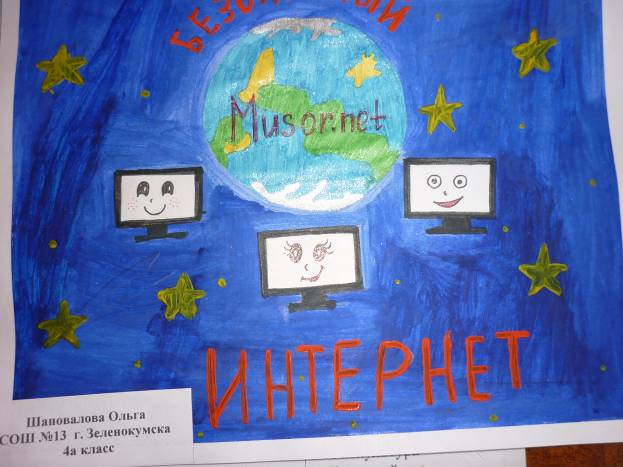 Musor.net
ИНТЕРНЕТ
Шаповалова Ольга
СОШ №13 г. Зеленокумска
4а класс